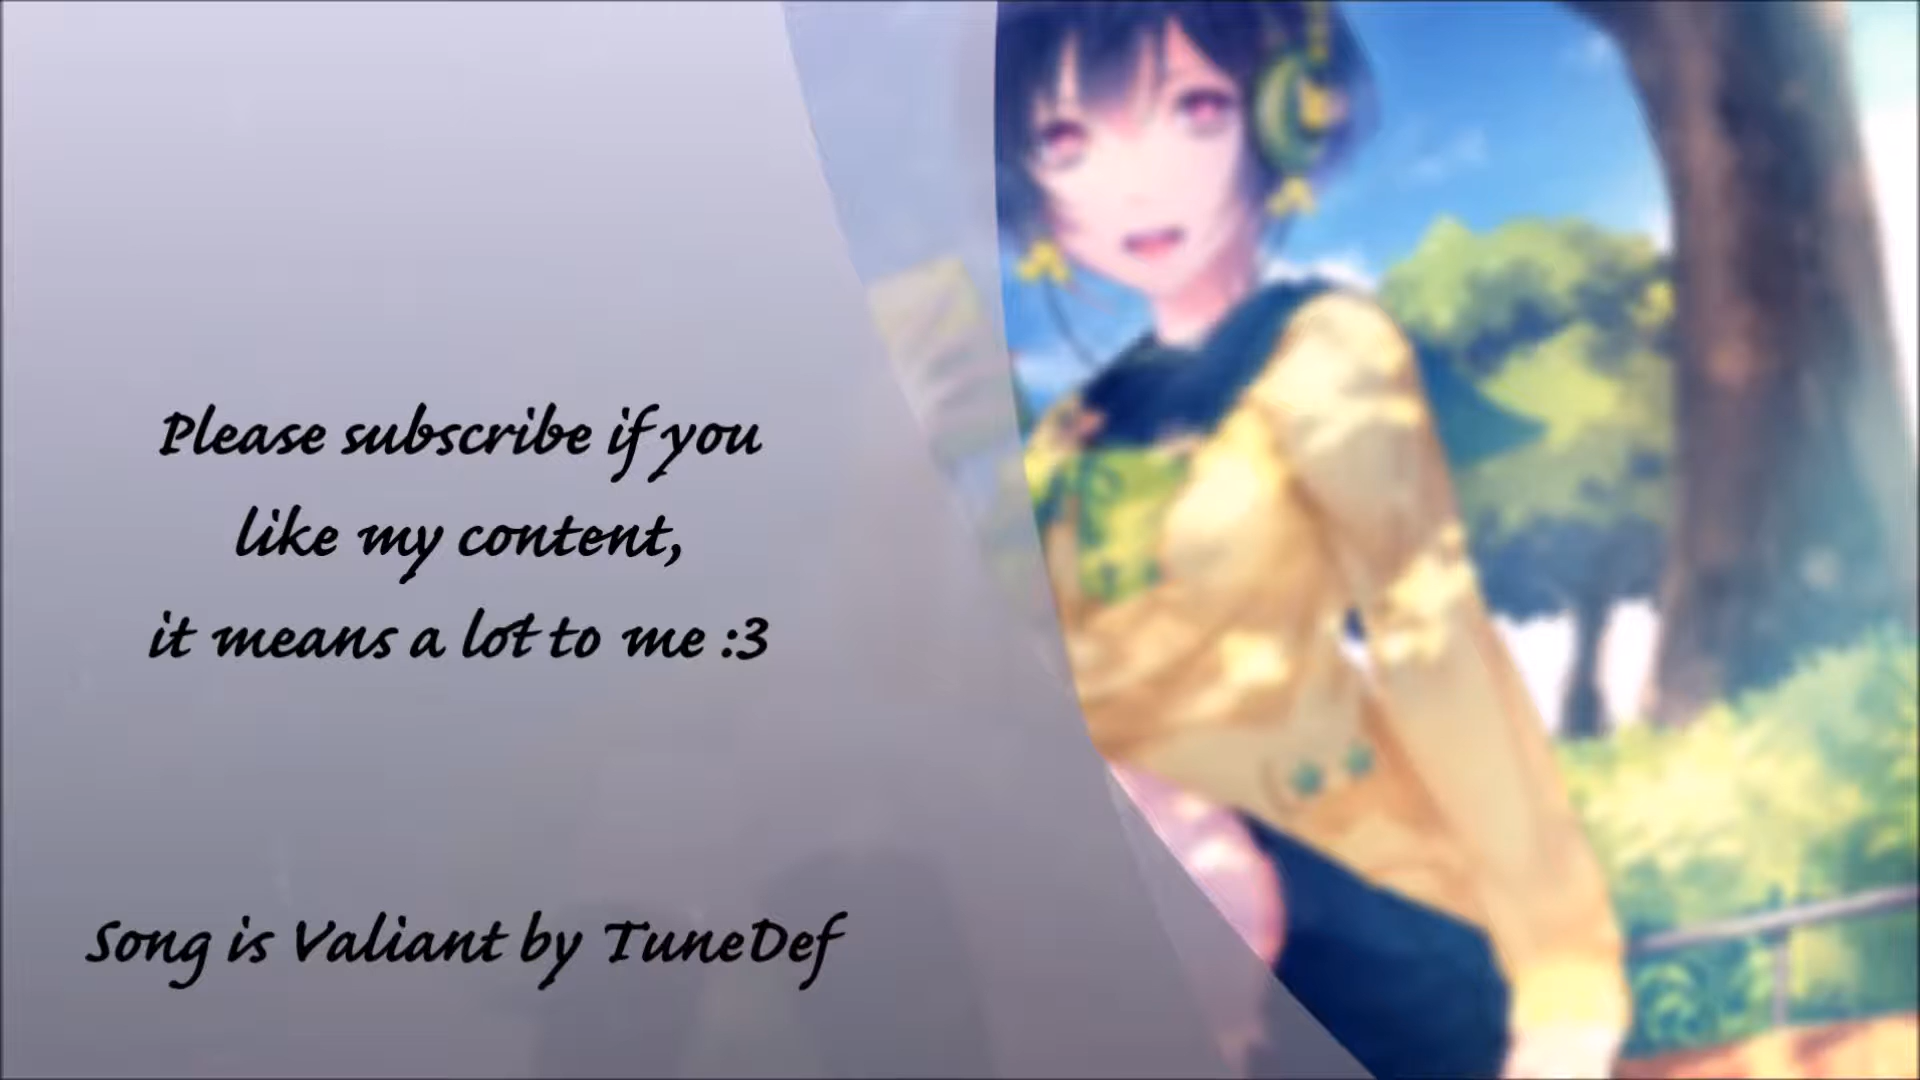 Please subscribe if you
like my content,
it means a lot to me :3
Song is Valiant by TuneDef